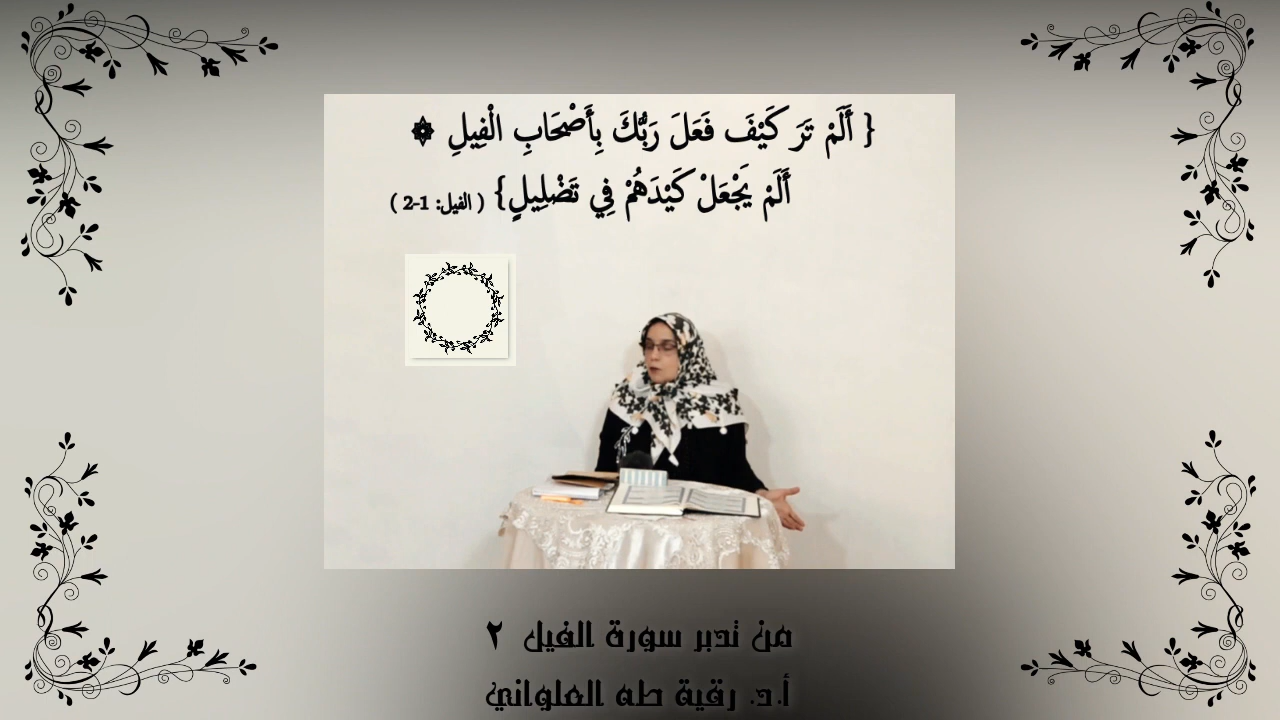 { أَلَمْ تَرَ كَيْفَ فَعَلَ رَبُّكَ بِأَصْحَابِ الْفِيلِ ۞
أَلَمْ يَجْعَلْ كَيْدَهُمْ فِي تَضْلِيلٍ} ( الفيل: 1-2 )
من تدبر سورة الفيل ٢
أ.د. رقية طه العلواني